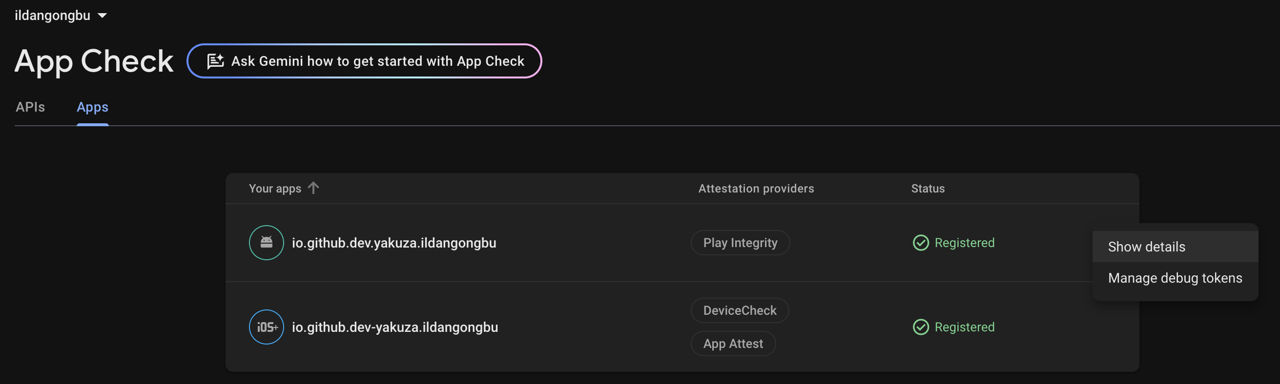 ildangongbu
App Check
Ask Gemini how to get started with App Check
APIs Apps
Your apps Attestation providers Status
io.github.dev.yakuza.ildangongbu Play Integrity Registered
Show details
Manage debug tokens
DeviceCheck
iOS+ io.github.dev-yakuza.ildangongbu Registered
App Attest